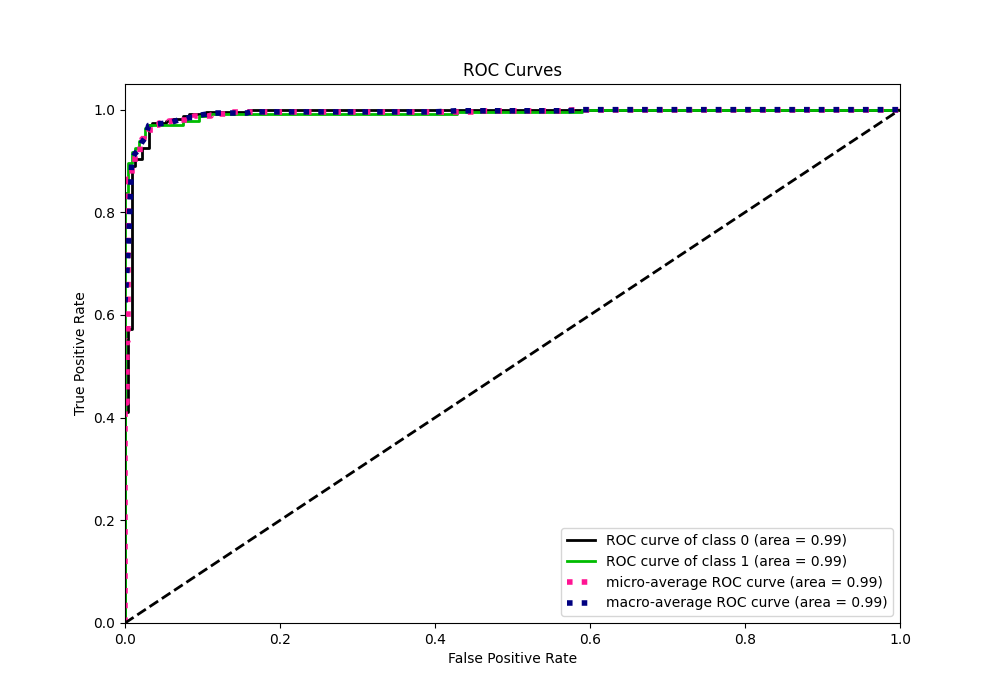 ROC Curves
True Positive Rate
1.0
0.8
0.6
0.4
0.2
0.0
ROC curve of class 0 (area = 0.99)
ROC curve of class 1 (area = 0.99)
micro-average ROC curve (area = 0.99)
macro-average ROC curve (area = 0.99)
0.0 0.2 0.4 0.6 0.8 1.0
False Positive Rate